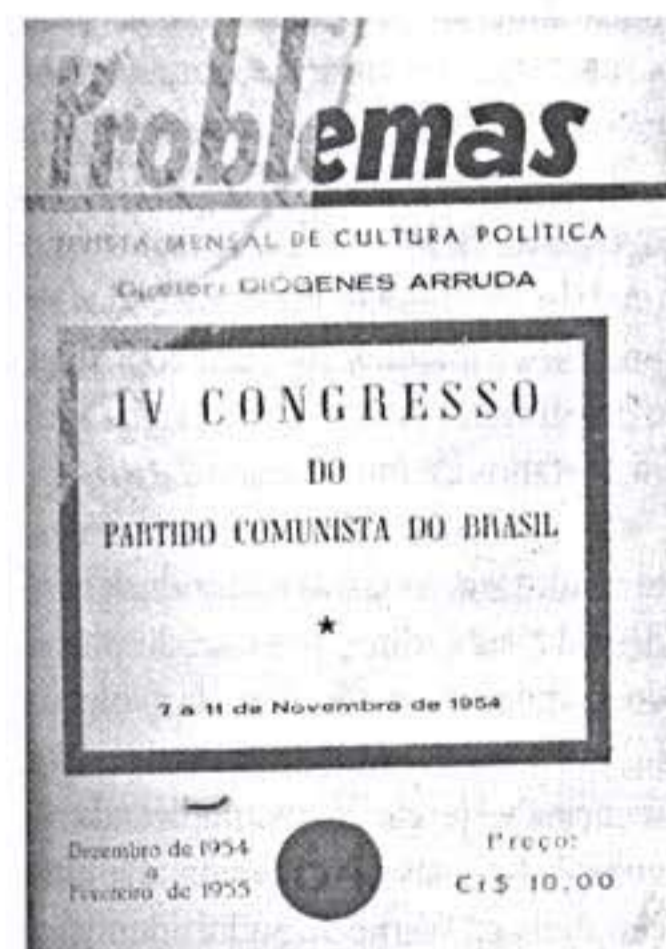 Problemas
REVISTA MENSAL DE CULTURA POLÍTICA
Diretor: DIÓGENES ARRUDA
IV CONGRESSO
DO
PARTIDO COMUNISTA DO BRASIL
★
7 a 11 de Novembro de 1954
Dezembro de 1954
a
Fevereiro de 1955
64
Preço:
Cr$ 10,00